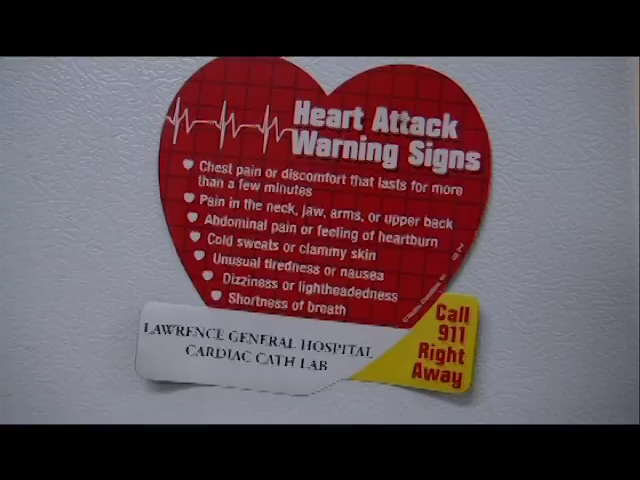 Heart Attack
Warning Signs
Chest pain or discomfort that lasts for more
than a few minutes
Pain in the neck, jaw, arms, or upper back
Abdominal pain or feeling of heartburn
Cold sweats or clammy skin
Unusual tiredness or nausea
Dizziness or lightheadedness
Shortness of breath
LAWRENCE GENERAL HOSPITAL
CARDIAC CATH LAB
Call
911
Right
Away